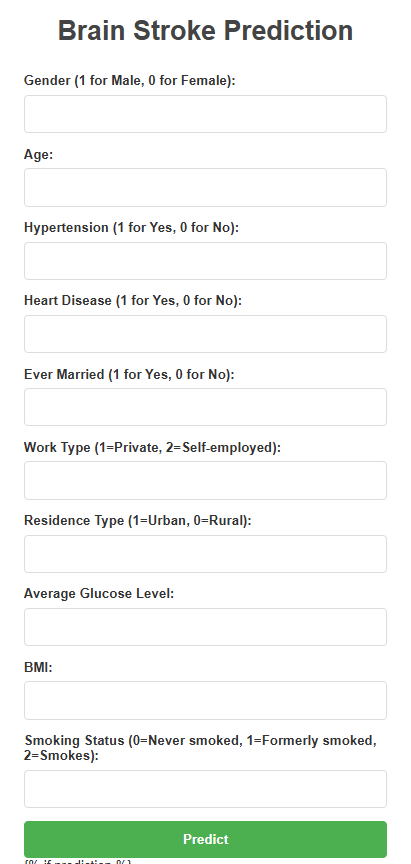 Brain Stroke Prediction
Gender (1 for Male, 0 for Female):
Age:
Hypertension (1 for Yes, 0 for No):
Heart Disease (1 for Yes, 0 for No):
Ever Married (1 for Yes, 0 for No):
Work Type (1=Private, 2=Self-employed):
Residence Type (1=Urban, 0=Rural):
Average Glucose Level:
BMI:
Smoking Status (0=Never smoked, 1=Formerly smoked,
2=Smokes):
Predict
{% if prediction %}